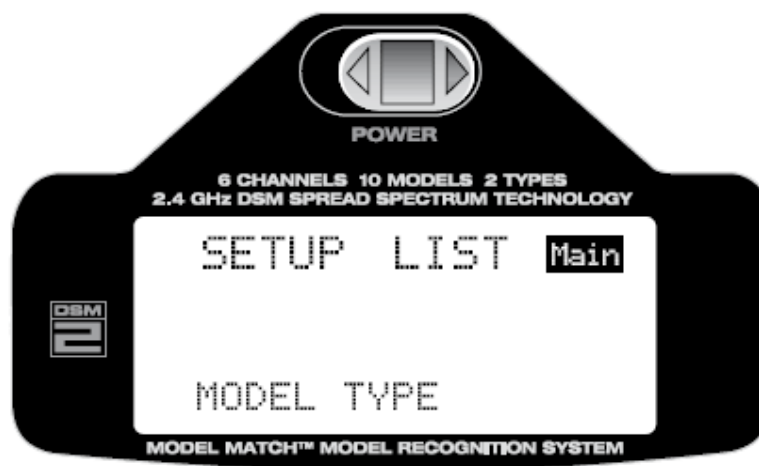 POWER
6 CHANNELS 10 MODELS 2 TYPES
2.4 GHz DSM SPREAD SPECTRUM TECHNOLOGY
SETUP LIST Main
DSM
2
MODEL TYPE
MODEL MATCH™ MODEL RECOGNITION SYSTEM